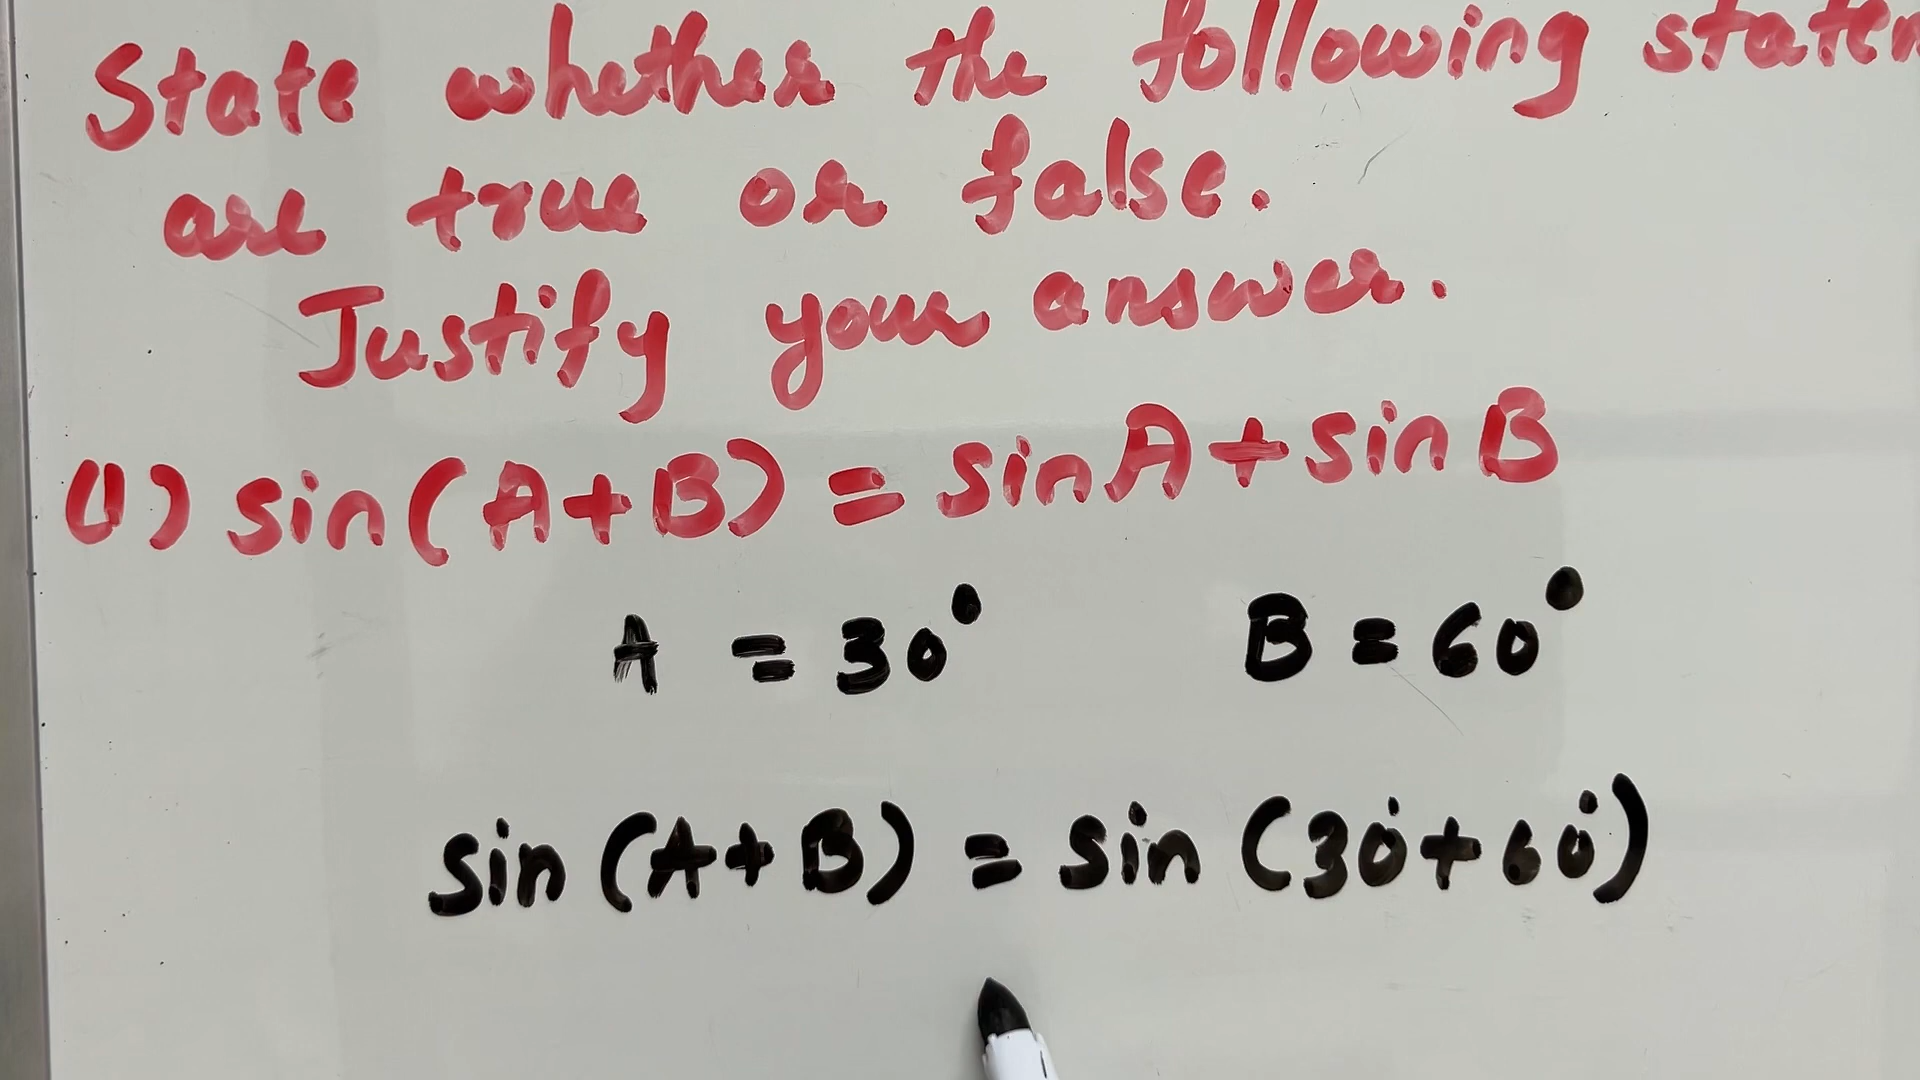 State whether the following staten
are true or false.
Justify your answer.
(1) sin(A+B) = sinA+sinB
A = 30° B = 60°
sin (A+B) = sin (30°+60°)